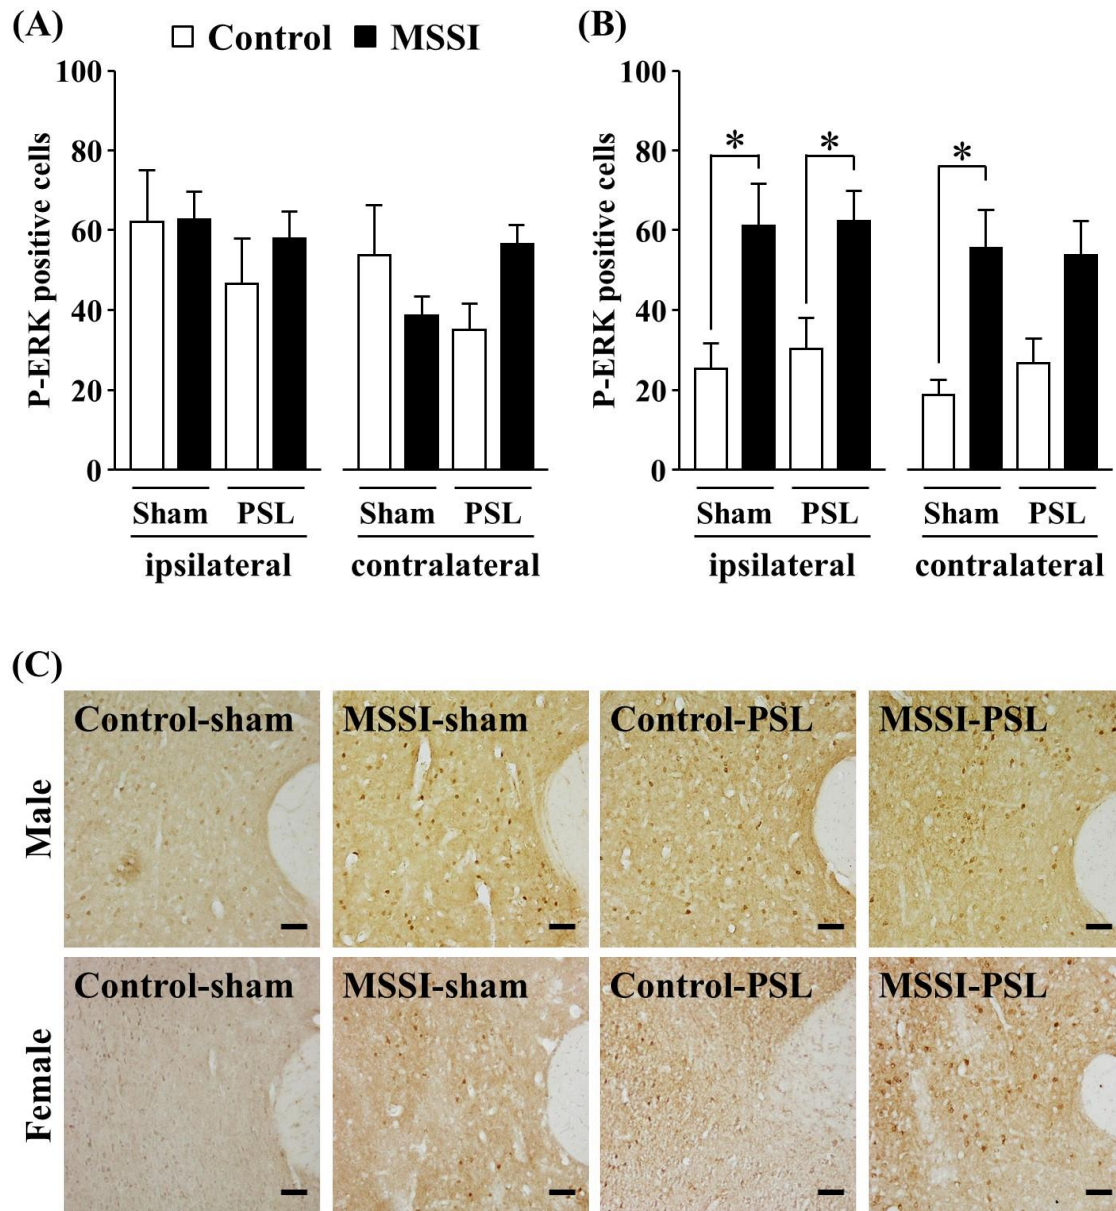 (A)
Control MSSI
100
80
60
40
20
0
P-ERK positive cells
Sham PSL Sham PSL
ipsilateral contralateral
(B)
100
80
60
40
20
0
P-ERK positive cells
* * *
Sham PSL Sham PSL
ipsilateral contralateral
(C)
Male
Control-sham MSSI-sham Control-PSL MSSI-PSL
Female
Control-sham MSSI-sham Control-PSL MSSI-PSL